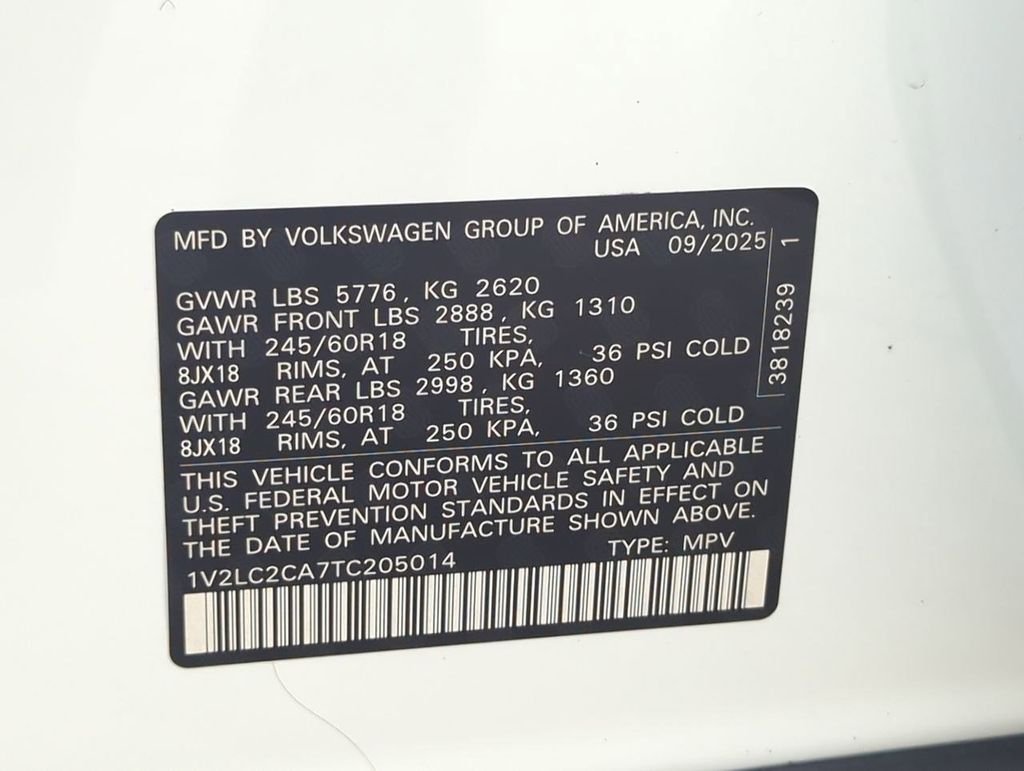 MFD BY VOLKSWAGEN GROUP OF AMERICA, INC.
USA 09/2025
GVWR LBS 5776, KG 2620
GAWR FRONT LBS 2888, KG 1310
WITH 245/60R18 TIRES,
8JX18 RIMS, AT 250 KPA, 36 PSI COLD
GAWR REAR LBS 2998, KG 1360
WITH 245/60R18 TIRES,
8JX18 RIMS, AT 250 KPA, 36 PSI COLD
THIS VEHICLE CONFORMS TO ALL APPLICABLE
U.S. FEDERAL MOTOR VEHICLE SAFETY AND
THEFT PREVENTION STANDARDS IN EFFECT ON
THE DATE OF MANUFACTURE SHOWN ABOVE.
TYPE: MPV
1V2LC2CA7TC205014
3818239 1